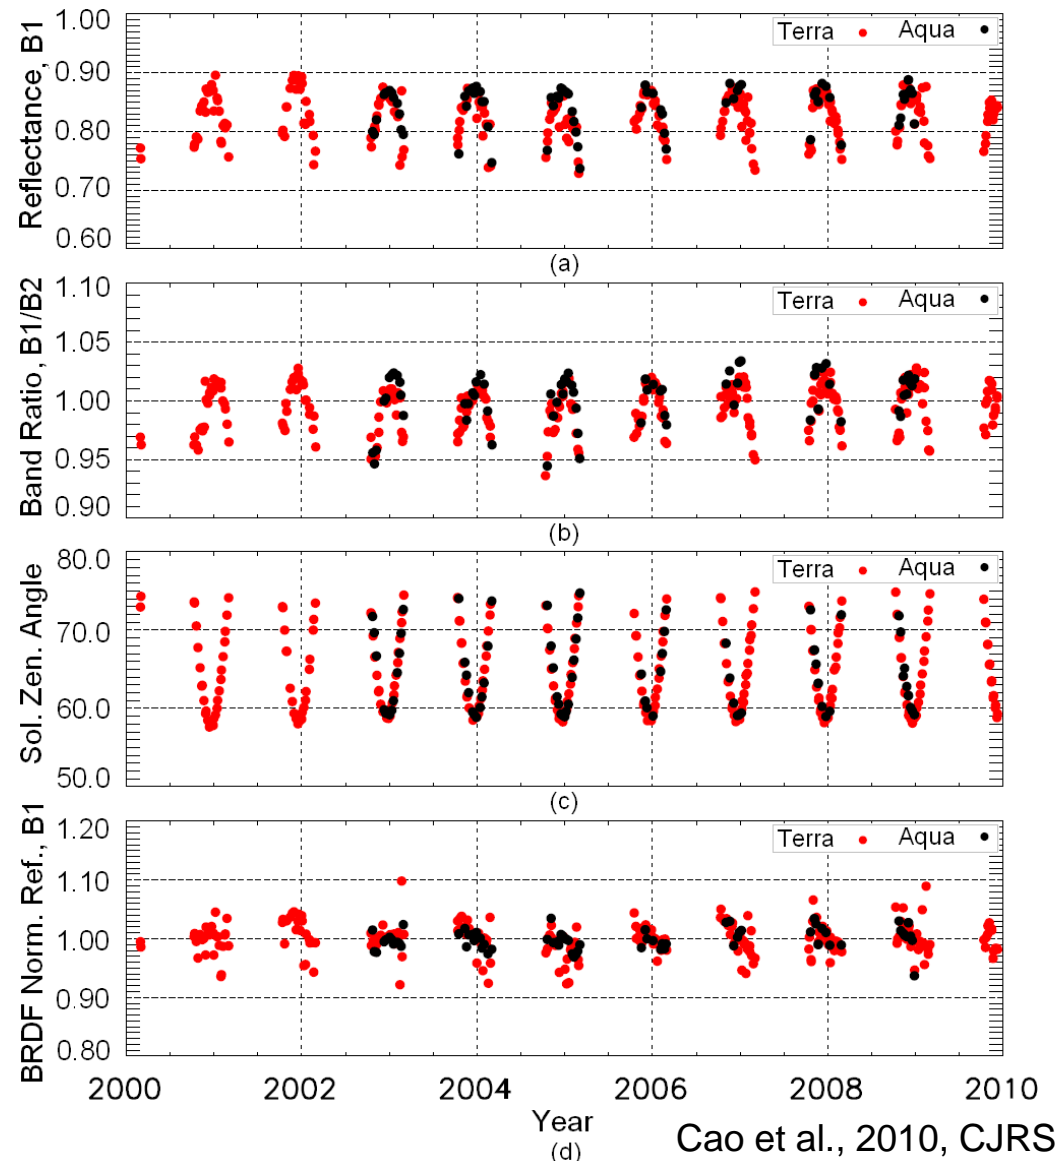 Reflectance, B1
1.00
0.90
0.80
0.70
0.60
Terra Aqua
(a)
Band Ratio, B1/B2
1.10
1.05
1.00
0.95
0.90
Terra Aqua
(b)
Sol. Zen. Angle
80.0
70.0
60.0
50.0
Terra Aqua
(c)
BRDF Norm. Ref., B1
1.20
1.10
1.00
0.90
0.80
Terra Aqua
2000 2002 2004 2006 2008 2010
Year
(d)
Cao et al., 2010, CJRS